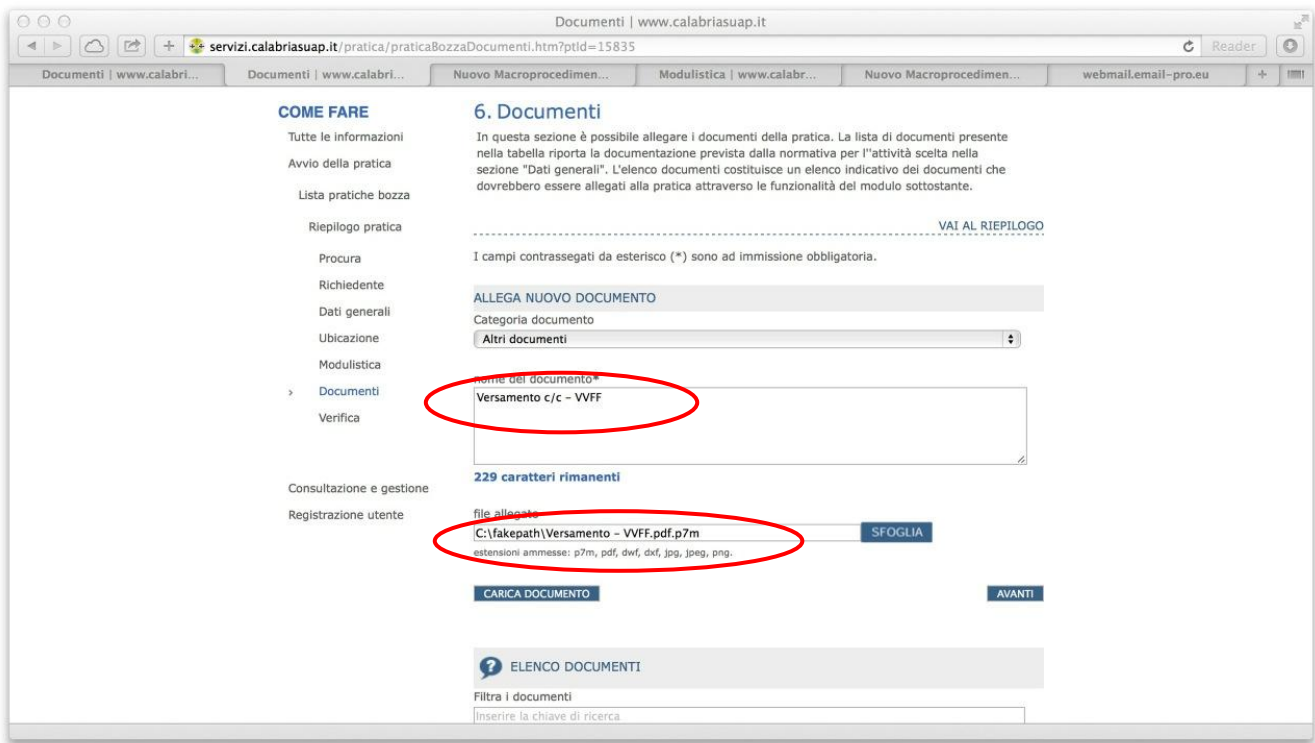 Documenti | www.calabriasuap.it
servizi.calabriasuap.it/pratica/praticaBozzaDocumenti.htm?ptId=15835
Reader
Documenti | www.calabri...
Documenti | www.calabri...
Nuovo Macroprocedimen...
Modulistica | www.calabr...
Nuovo Macroprocedimen...
webmail.email-pro.eu
COME FARE
Tutte le informazioni
Avvio della pratica
Lista pratiche bozza
Riepilogo pratica
Procura
Richiedente
Dati generali
Ubicazione
Modulistica
› Documenti
Verifica
Consultazione e gestione
Registrazione utente
6. Documenti
In questa sezione è possibile allegare i documenti della pratica. La lista di documenti presente
nella tabella riporta la documentazione prevista dalla normativa per l''attività scelta nella
sezione "Dati generali". L'elenco documenti costituisce un elenco indicativo dei documenti che
dovrebbero essere allegati alla pratica attraverso le funzionalità del modulo sottostante.
VAI AL RIEPILOGO
I campi contrassegati da esterisco (*) sono ad immissione obbligatoria.
ALLEGA NUOVO DOCUMENTO
Categoria documento
Altri documenti
nome del documento*
Versamento c/c - VVFF
229 caratteri rimanenti
file allegato
C:\fakepath\Versamento - VVFF.pdf.p7m
SFOGLIA
estensioni ammesse: p7m, pdf, dwf, dxf, jpg, jpeg, png.
CARICA DOCUMENTO
AVANTI
? ELENCO DOCUMENTI
Filtra i documenti
Inserire la chiave di ricerca